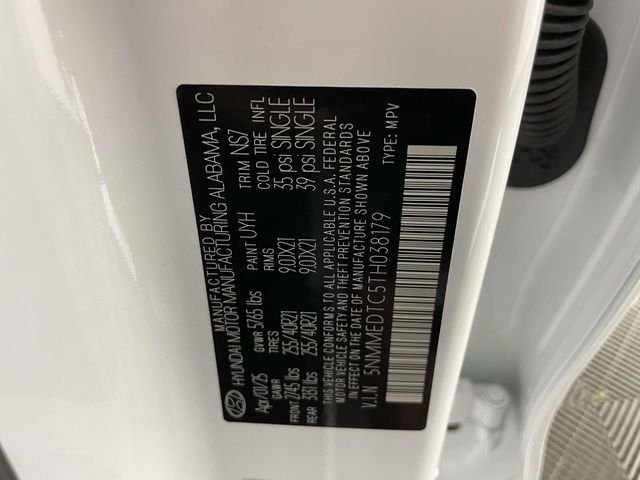 MANUFACTURED BY
HYUNDAI MOTOR MANUFACTURING ALABAMA, LLC
Apr/01/25 GVWR 5765 lbs PAINT UYH TRIM NS7
GAWR TIRES RIMS COLD TIRE INFL
FRONT 2745 lbs 255/40R21 9.0JX21 35 psi SINGLE
REAR 3131 lbs 255/40R21 9.0JX21 39 psi SINGLE
THIS VEHICLE CONFORMS TO ALL APPLICABLE U.S.A. FEDERAL
MOTOR VEHICLE SAFETY AND THEFT PREVENTION STANDARDS
IN EFFECT ON THE DATE OF MANUFACTURE SHOWN ABOVE
V.I.N 5NMMEDTC5TH038179 TYPE: MPV